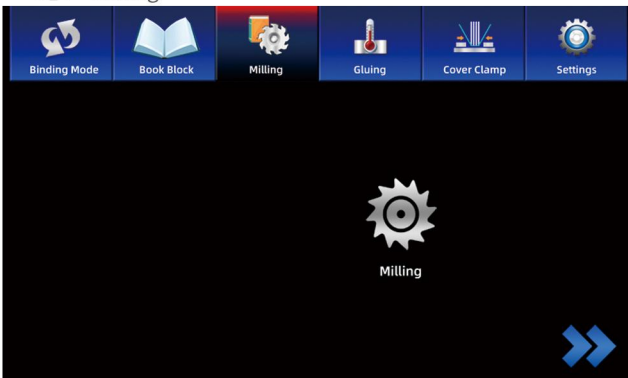 Binding Mode
Book Block
Milling
Gluing
Cover Clamp
Settings
Milling